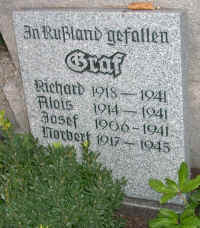 In Rußland gefallen
Graf
Richard 1918 – 1941
Alois 1914 – 1941
Josef 1906 – 1941
Norbert 1917 – 1945